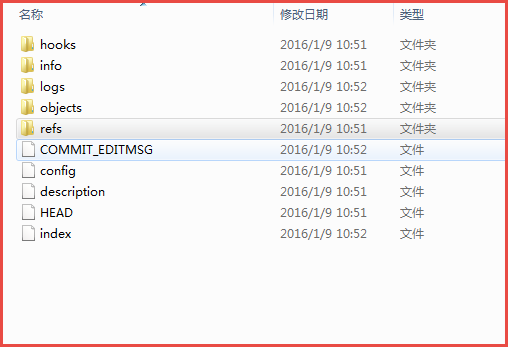 名称 修改日期 类型
hooks 2016/1/9 10:51 文件夹
info 2016/1/9 10:51 文件夹
logs 2016/1/9 10:52 文件夹
objects 2016/1/9 10:52 文件夹
refs 2016/1/9 10:51 文件夹
COMMIT_EDITMSG 2016/1/9 10:52 文件
config 2016/1/9 10:51 文件
description 2016/1/9 10:51 文件
HEAD 2016/1/9 10:51 文件
index 2016/1/9 10:52 文件